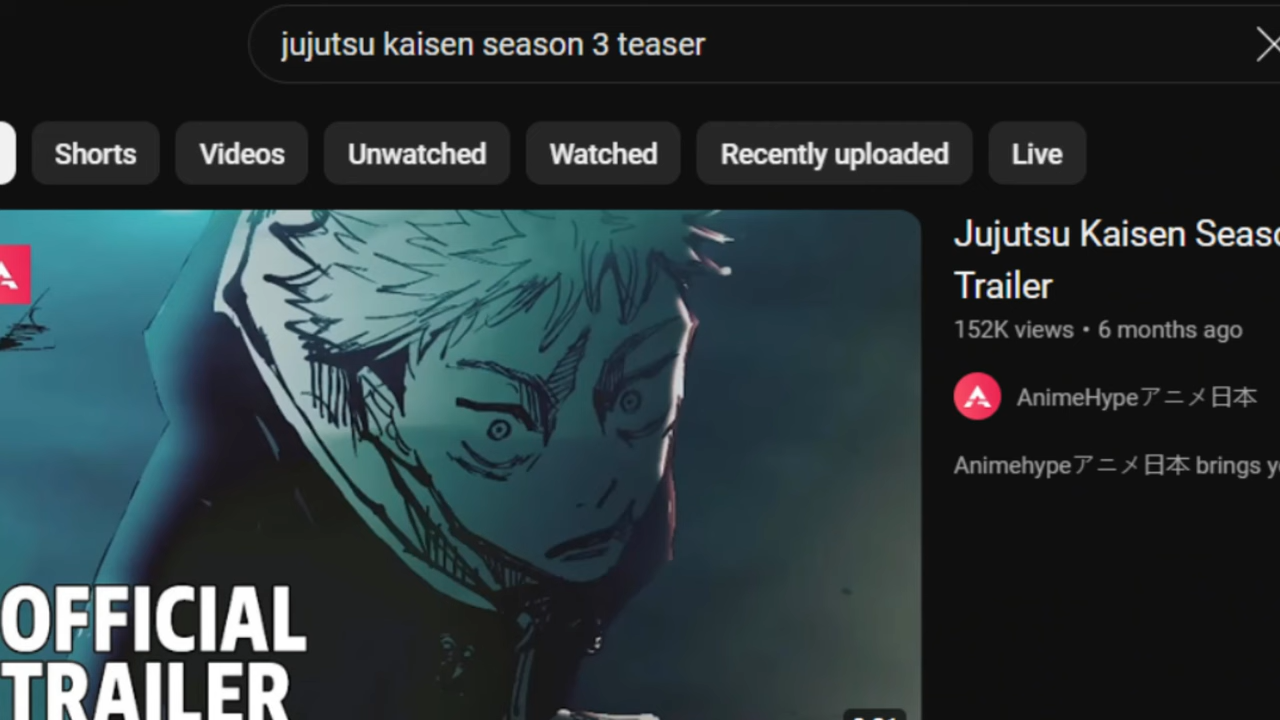 jujutsu kaisen season 3 teaser
Shorts Videos Unwatched Watched Recently uploaded Live
Jujutsu Kaisen
Trailer
152K views • 6 months ago
AnimeHypeアニメ日本
Animehypeアニメ日本 brings
OFFICIAL
TRAILER